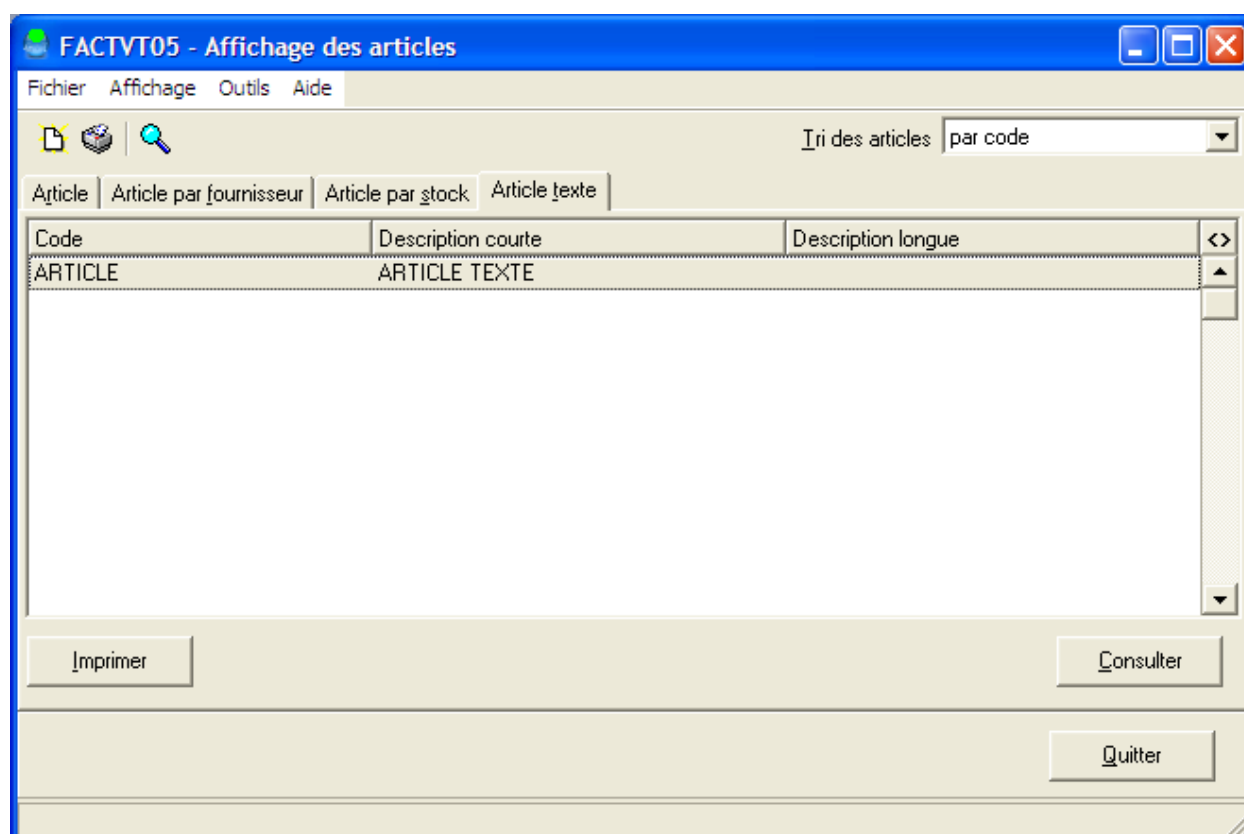 FACTVT05 - Affichage des articles
Fichier Affichage Outils Aide
Tri des articles par code
Article Article par fournisseur Article par stock Article texte
Code Description courte Description longue <>
ARTICLE ARTICLE TEXTE
Imprimer Consulter
Quitter